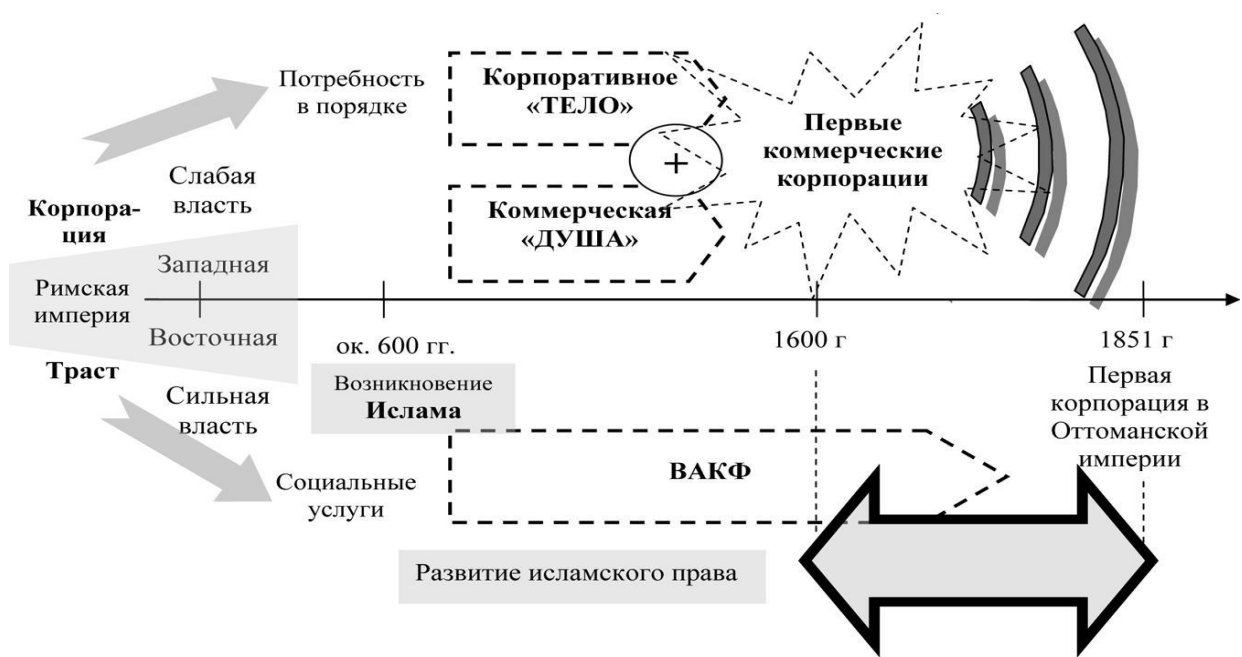 Потребность
в порядке
Корпоративное
«ТЕЛО»
+
Коммерческая
«ДУША»
Первые
коммерческие
корпорации
Слабая
власть
Корпора-
ция
Западная
Римская
империя
Восточная
Траст
Сильная
власть
Социальные
услуги
ок. 600 гг.
1600 г
1851 г
Возникновение
Ислама
Первая
корпорация в
Оттоманской
империи
ВАКФ
Развитие исламского права